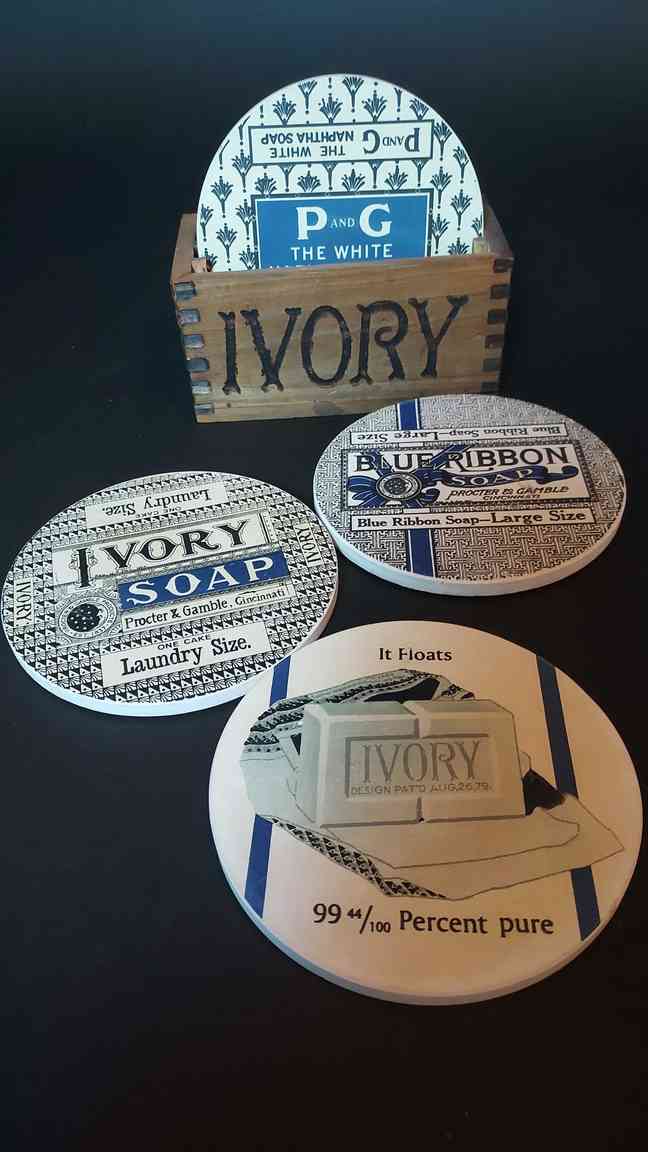 P AND G
THE WHITE
NAPHTHA SOAP
P AND G
THE WHITE
IVORY
Blue Ribbon Soap-Large Size
BLUE RIBBON
SOAP
PROCTER & GAMBLE
CINCINNATI
Blue Ribbon Soap-Large Size
Laundry Size.
ONE CAKE
IVORY
SOAP
IVORY
IVORY
Procter & Gamble. Cincinnati
ONE CAKE
Laundry Size.
It Floats
IVORY
DESIGN PAT'D AUG.26.79.
99 44/100 Percent pure